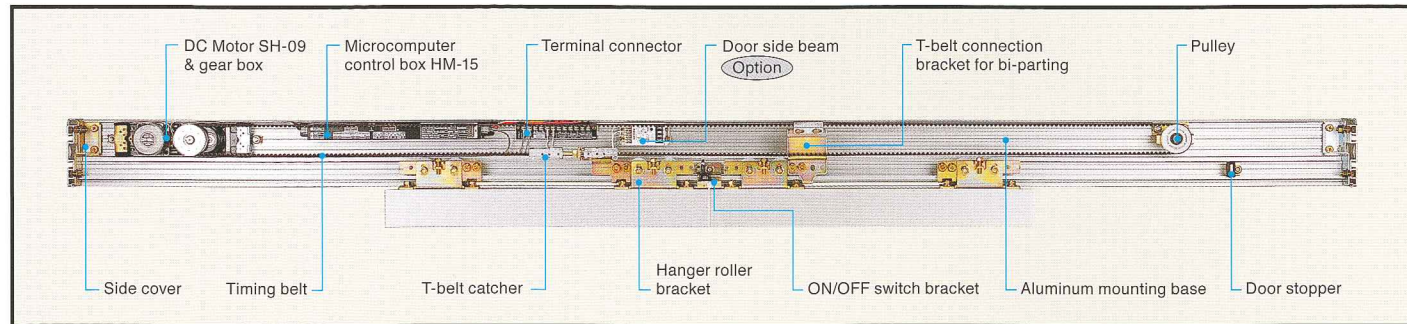 DC Motor SH-09
& gear box
Microcomputer
control box HM-15
Terminal connector
Door side beam
Option
T-belt connection
bracket for bi-parting
Pulley
Side cover
Timing belt
T-belt catcher
Hanger roller
bracket
ON/OFF switch bracket
Aluminum mounting base
Door stopper